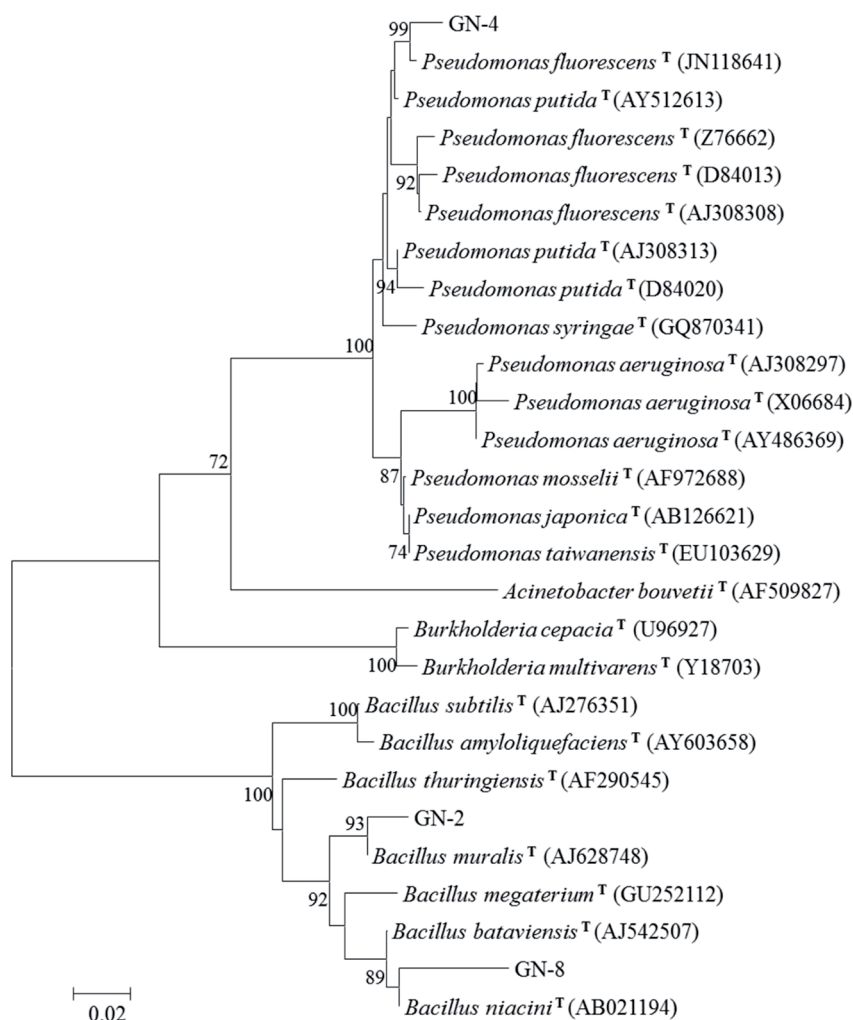 99
GN-4
Pseudomonas fluorescens T (JN118641)
Pseudomonas putida T (AY512613)
Pseudomonas fluorescens T (Z76662)
Pseudomonas fluorescens T (D84013)
92
Pseudomonas fluorescens T (AJ308308)
Pseudomonas putida T (AJ308313)
94
Pseudomonas putida T (D84020)
Pseudomonas syringae T (GQ870341)
100
Pseudomonas aeruginosa T (AJ308297)
100
Pseudomonas aeruginosa T (X06684)
Pseudomonas aeruginosa T (AY486369)
72
87
Pseudomonas mosselii T (AF972688)
Pseudomonas japonica T (AB126621)
74
Pseudomonas taiwanensis T (EU103629)
Acinetobacter bouvetii T (AF509827)
Burkholderia cepacia T (U96927)
100
Burkholderia multivarens T (Y18703)
100
Bacillus subtilis T (AJ276351)
Bacillus amyloliquefaciens T (AY603658)
Bacillus thuringiensis T (AF290545)
100
93
GN-2
Bacillus muralis T (AJ628748)
92
Bacillus megaterium T (GU252112)
Bacillus bataviensis T (AJ542507)
89
GN-8
Bacillus niacini T (AB021194)
0.02